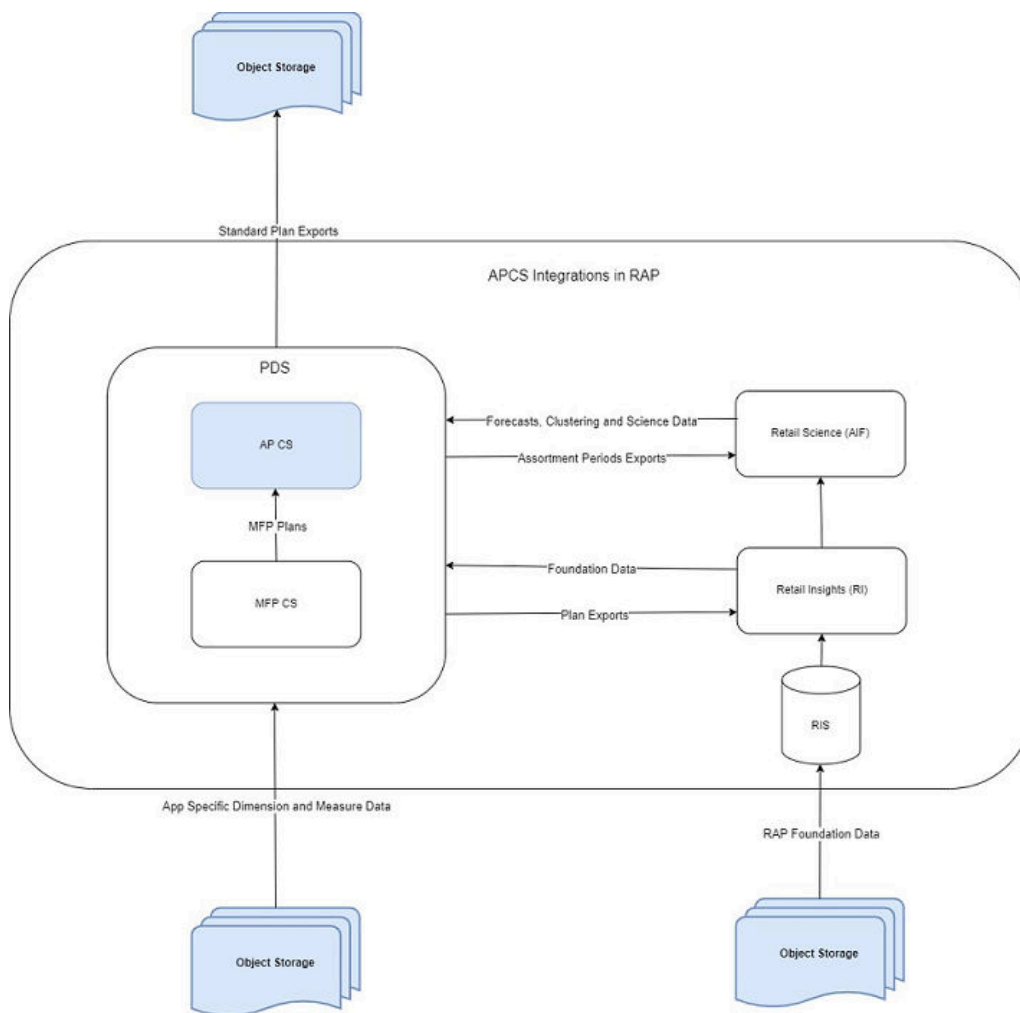 Object Storage
Standard Plan Exports
APCS Integrations in RAP
PDS
AP CS
Forecasts, Clustering and Science Data
Retail Science (AIF)
Assortment Periods Exports
MFP Plans
Foundation Data
Retail Insights (RI)
MFP CS
Plan Exports
RIS
App Specific Dimension and Measure Data
RAP Foundation Data
Object Storage
Object Storage